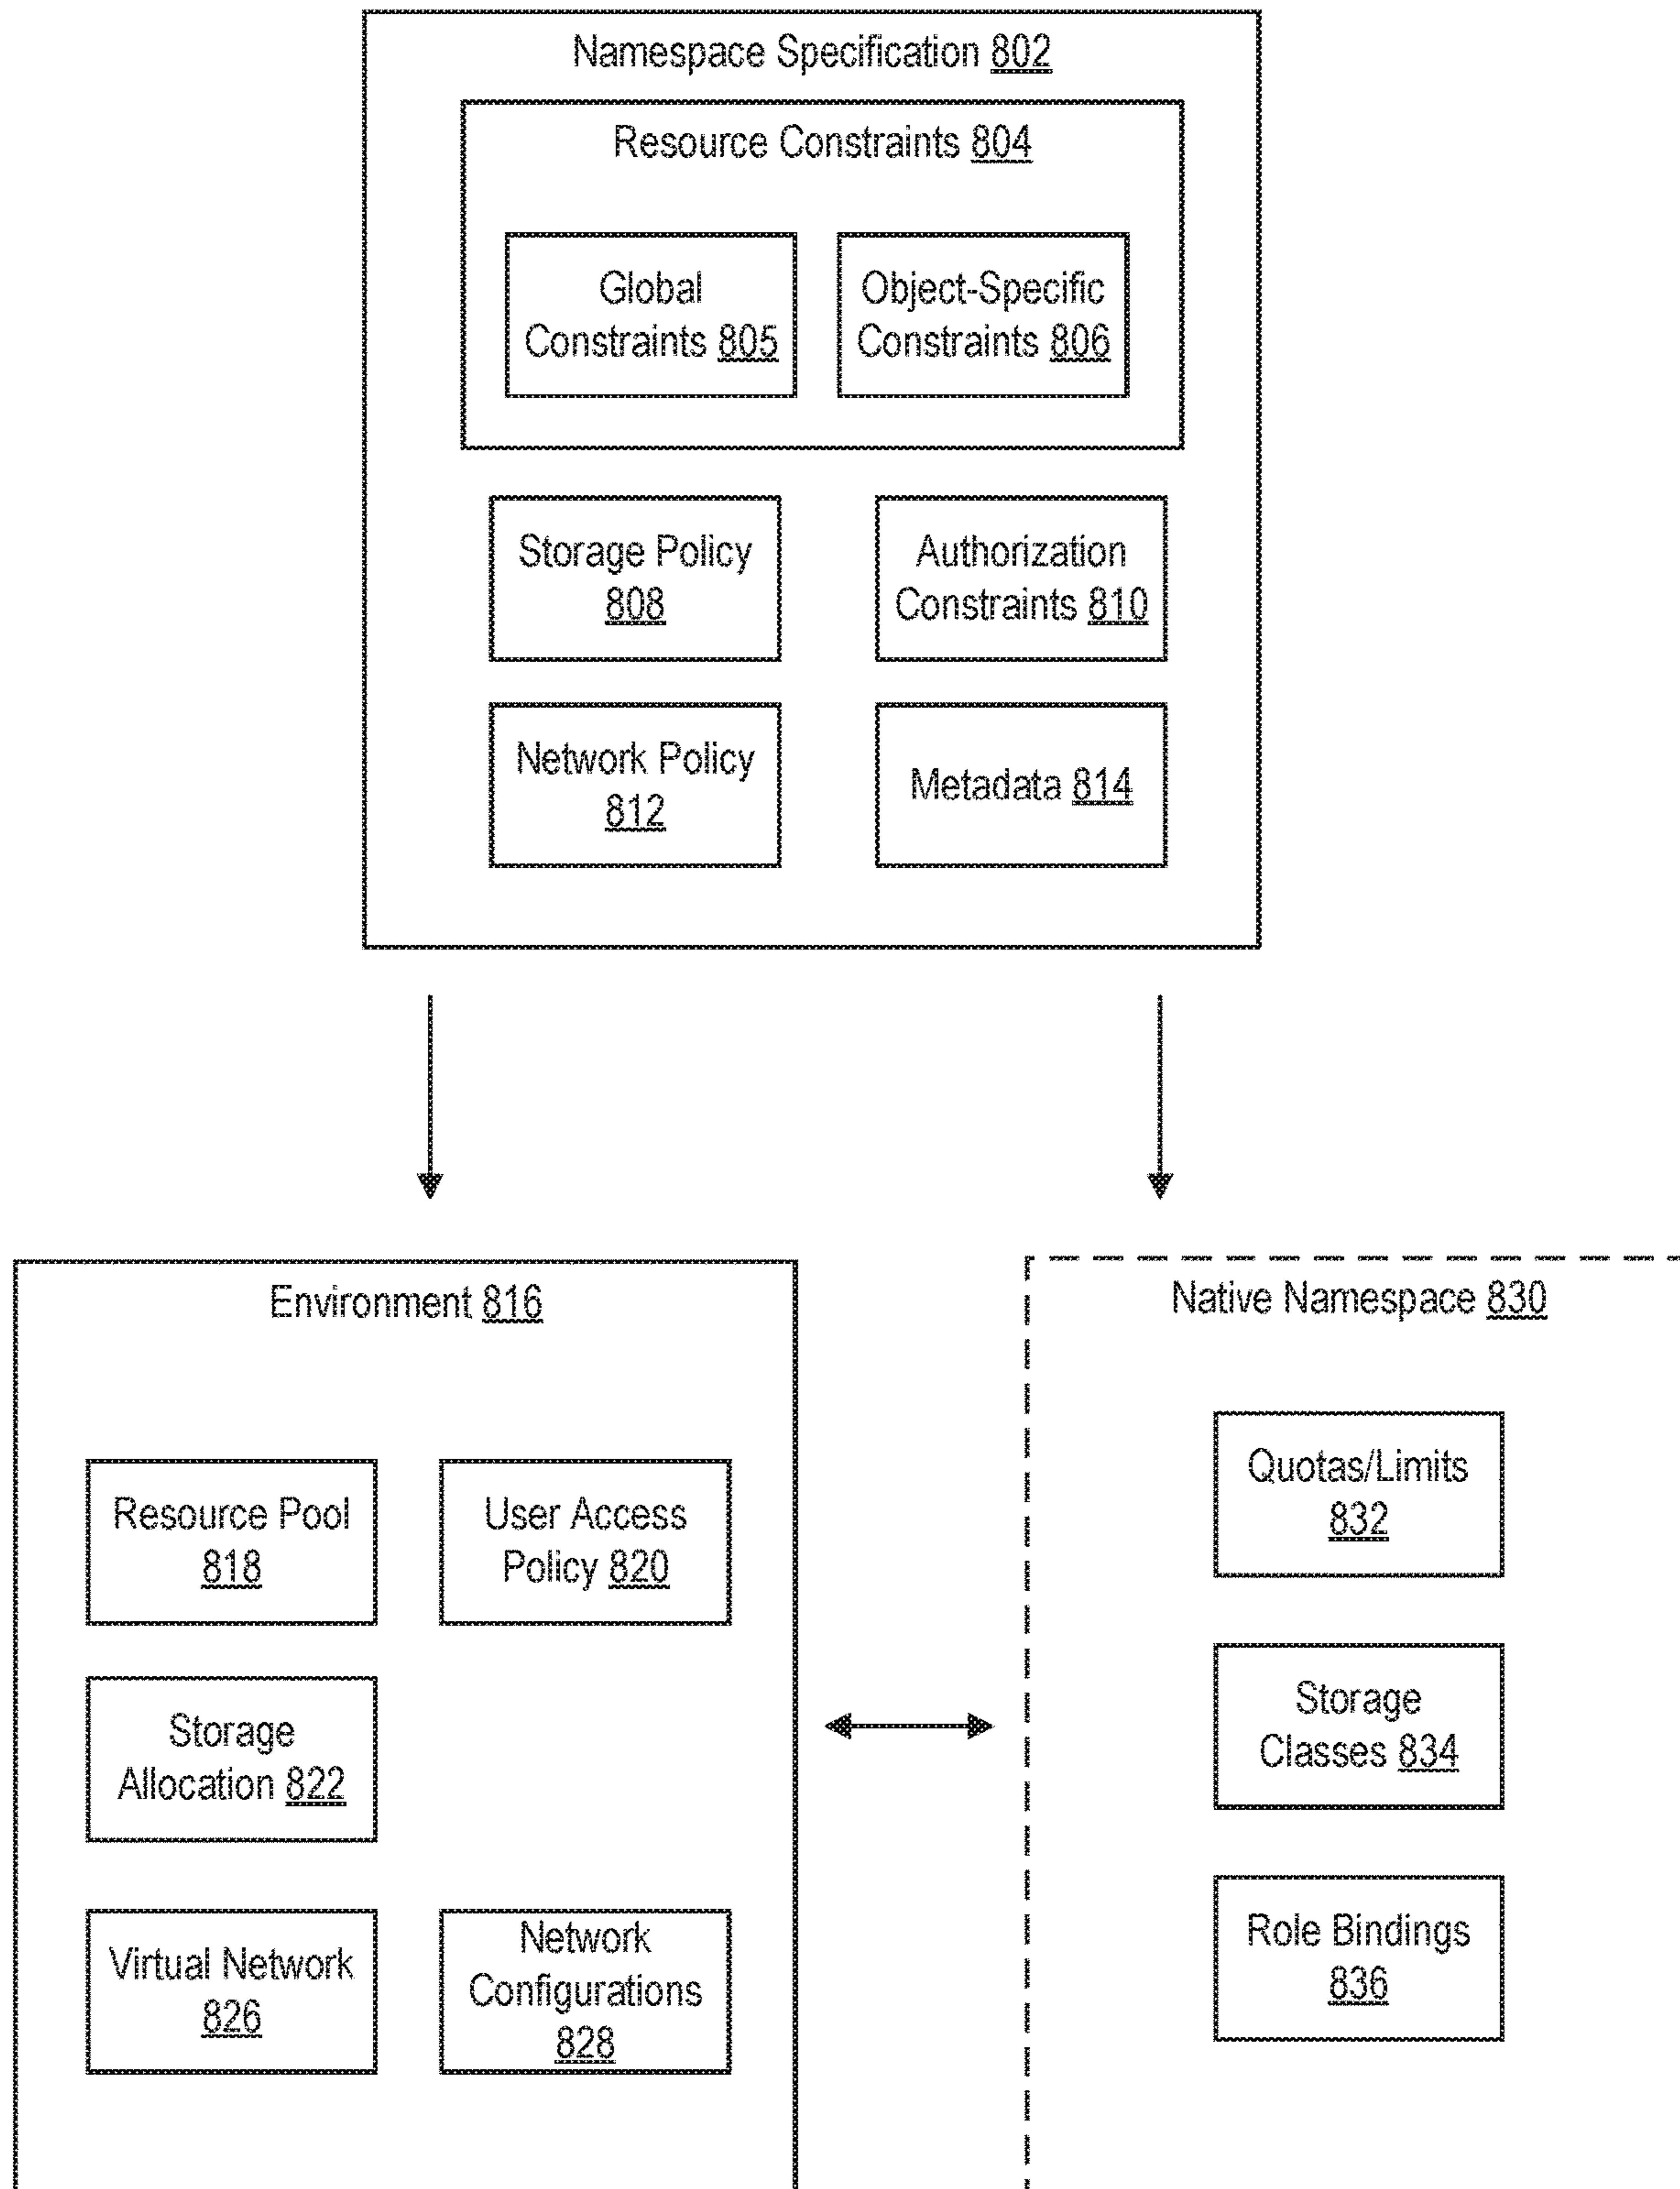 Namespace Specification 802
Resource Constraints 804
Global
Constraints 805
Object-Specific
Constraints 806
Storage Policy
808
Authorization
Constraints 810
Network Policy
812
Metadata 814
Environment 816
Resource Pool
818
User Access
Policy 820
Storage
Allocation 822
Virtual Network
826
Network
Configurations
828
Native Namespace 830
Quotas/Limits
832
Storage
Classes 834
Role Bindings
836